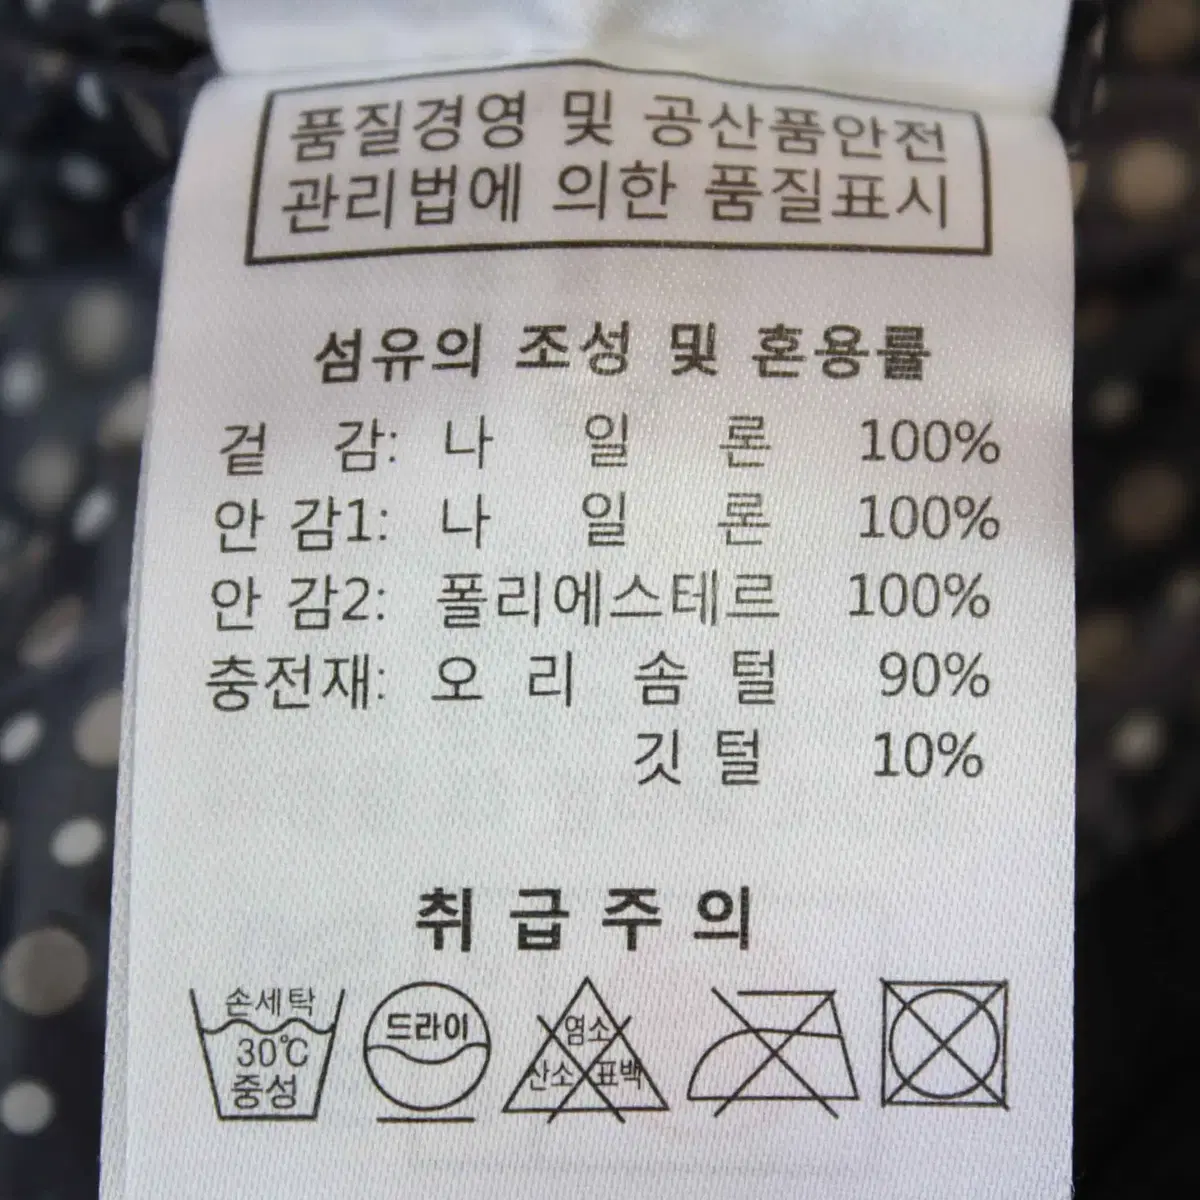 품질경영 및 공산품안전
관리법에 의한 품질표시
섬유의 조성 및 혼용률
겉 감: 나 일 론 100%
안 감1: 나 일 론 100%
안 감2: 폴리에스테르 100%
충전재: 오 리 솜 털 90%
깃 털 10%
취 급 주 의
손세탁
30℃
중성
드라이
염소
산소 표백